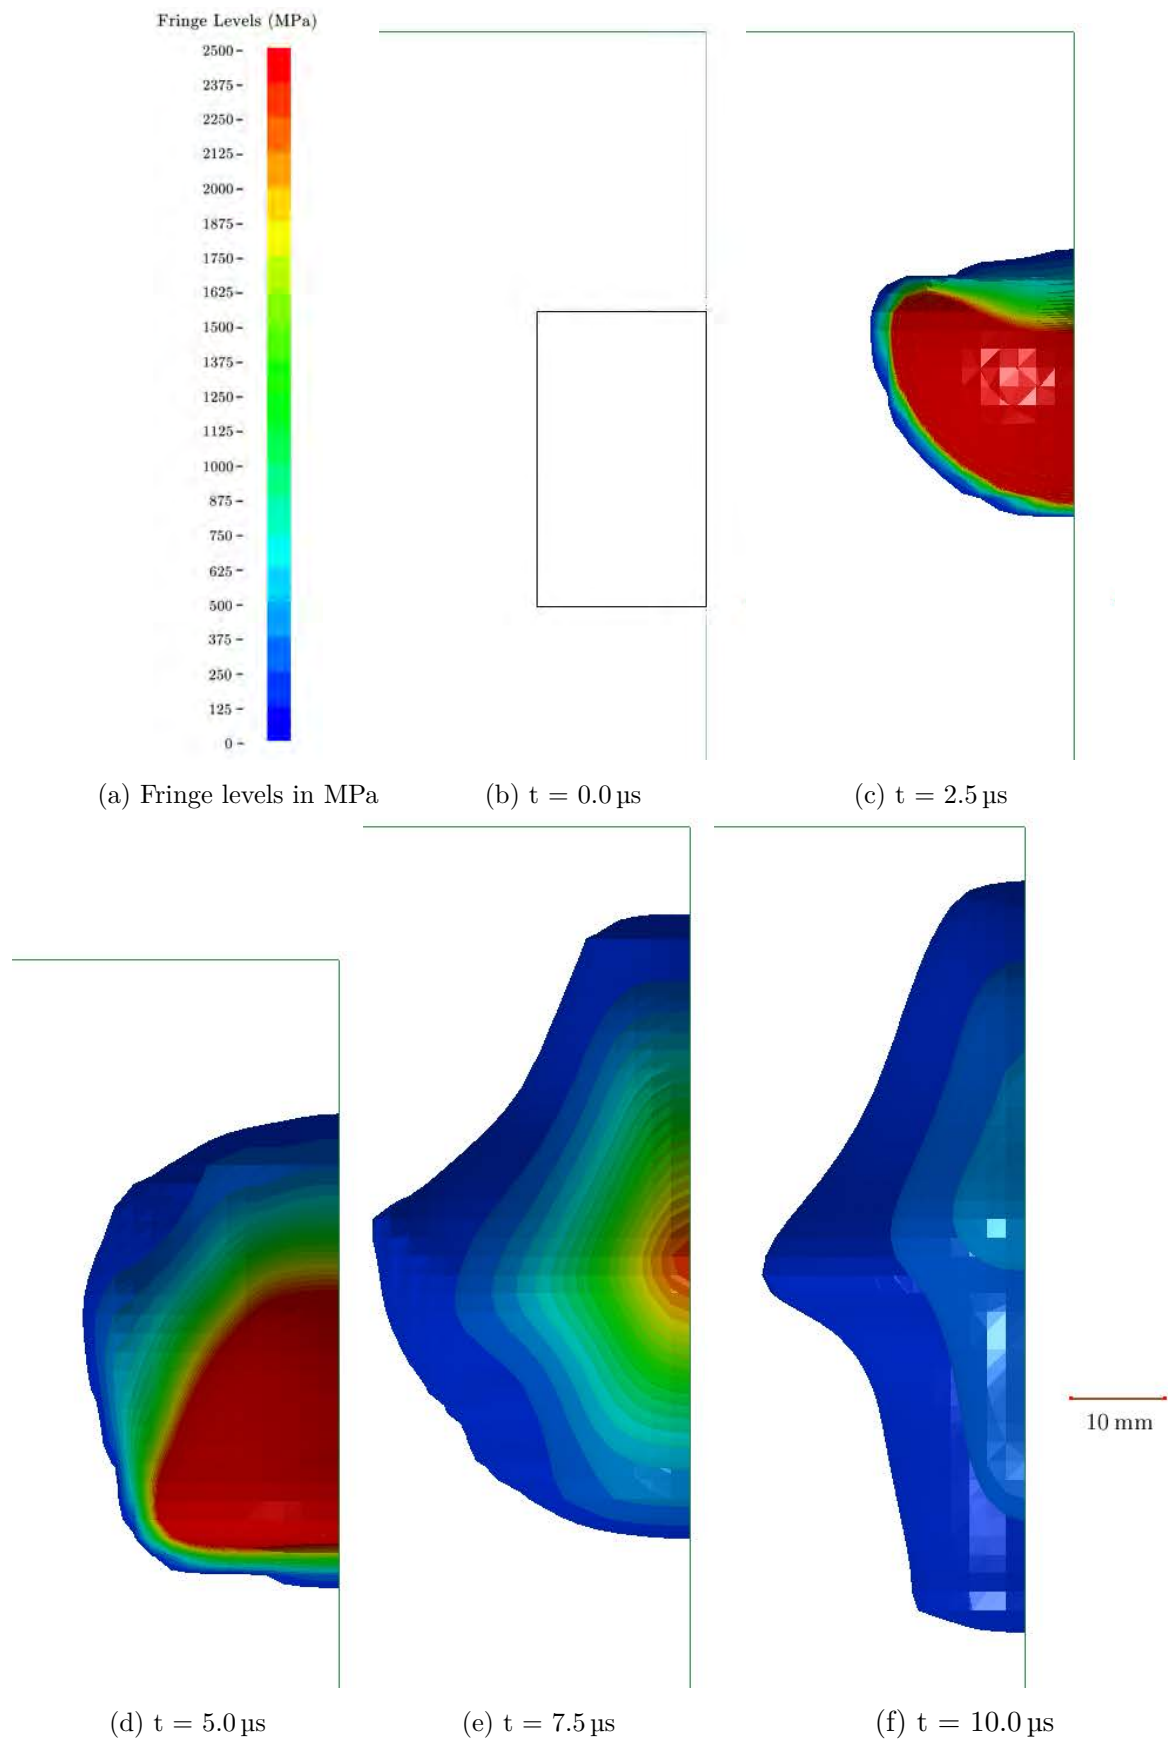 Fringe Levels (MPa)
2500
2375
2250
2125
2000
1875
1750
1625
1500
1375
1250
1125
1000
875
750
625
500
375
250
125
0
(a) Fringe levels in MPa
(b) t = 0.0 µs
(c) t = 2.5 µs
10 mm
(d) t = 5.0 µs
(e) t = 7.5 µs
(f) t = 10.0 µs